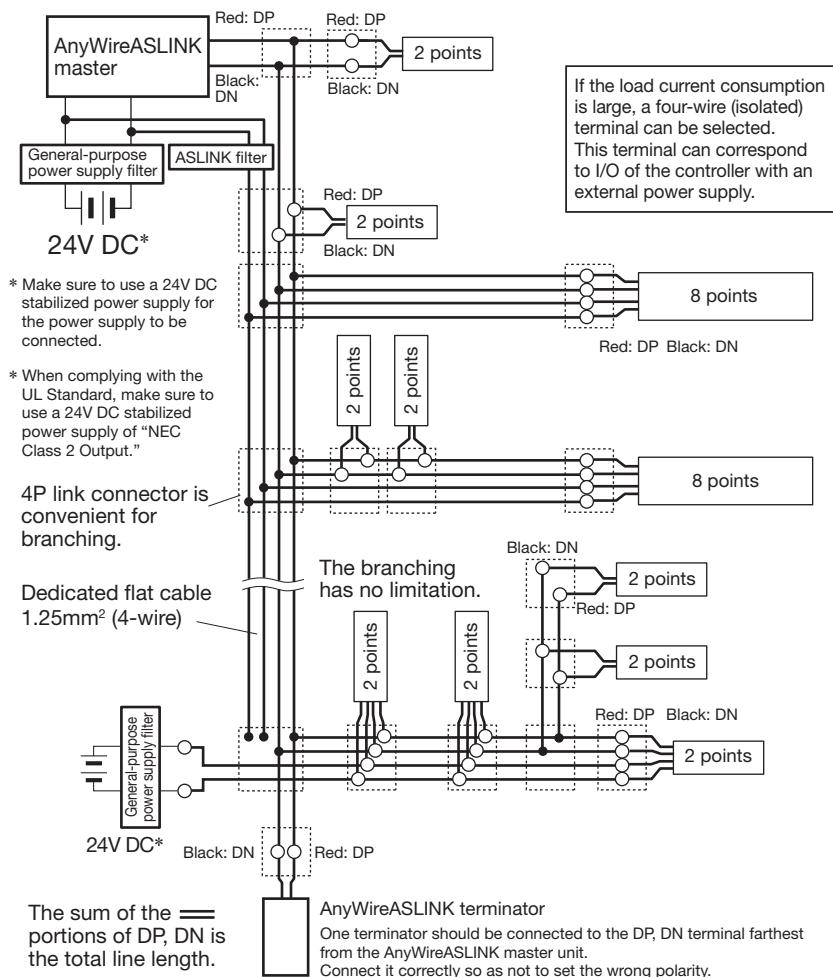 Red: DP
Red: DP
AnyWireASLINK
master
2 points
Black:
DN
Black: DN
If the load current consumption
is large, a four-wire (isolated)
terminal can be selected.
This terminal can correspond
to I/O of the controller with an
external power supply.
General-purpose
power supply filter
ASLINK filter
24V DC*
Red: DP
2 points
Black: DN
* Make sure to use a 24V DC
stabilized power supply for
the power supply to be
connected.
8 points
Red: DP Black: DN
* When complying with the
UL Standard, make sure to
use a 24V DC stabilized
power supply of “NEC
Class 2 Output.”
2 points
2 points
8 points
4P link connector is
convenient for
branching.
Black: DN
The branching
has no limitation.
2 points
Red: DP
Dedicated flat cable
1.25mm² (4-wire)
2 points
2 points
2 points
Red: DP Black: DN
General-purpose
power supply filter
2 points
24V DC*
Black: DN
Red: DP
The sum of the
portions of DP, DN is
the total line length.
AnyWireASLINK terminator
One terminator should be connected to the DP, DN terminal farthest
from the AnyWireASLINK master unit.
Connect it correctly so as not to set the wrong polarity.